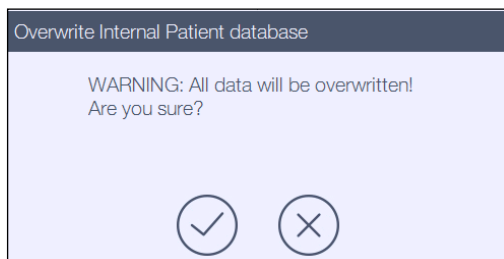 Overwrite Internal Patient database
WARNING: All data will be overwritten!
Are you sure?